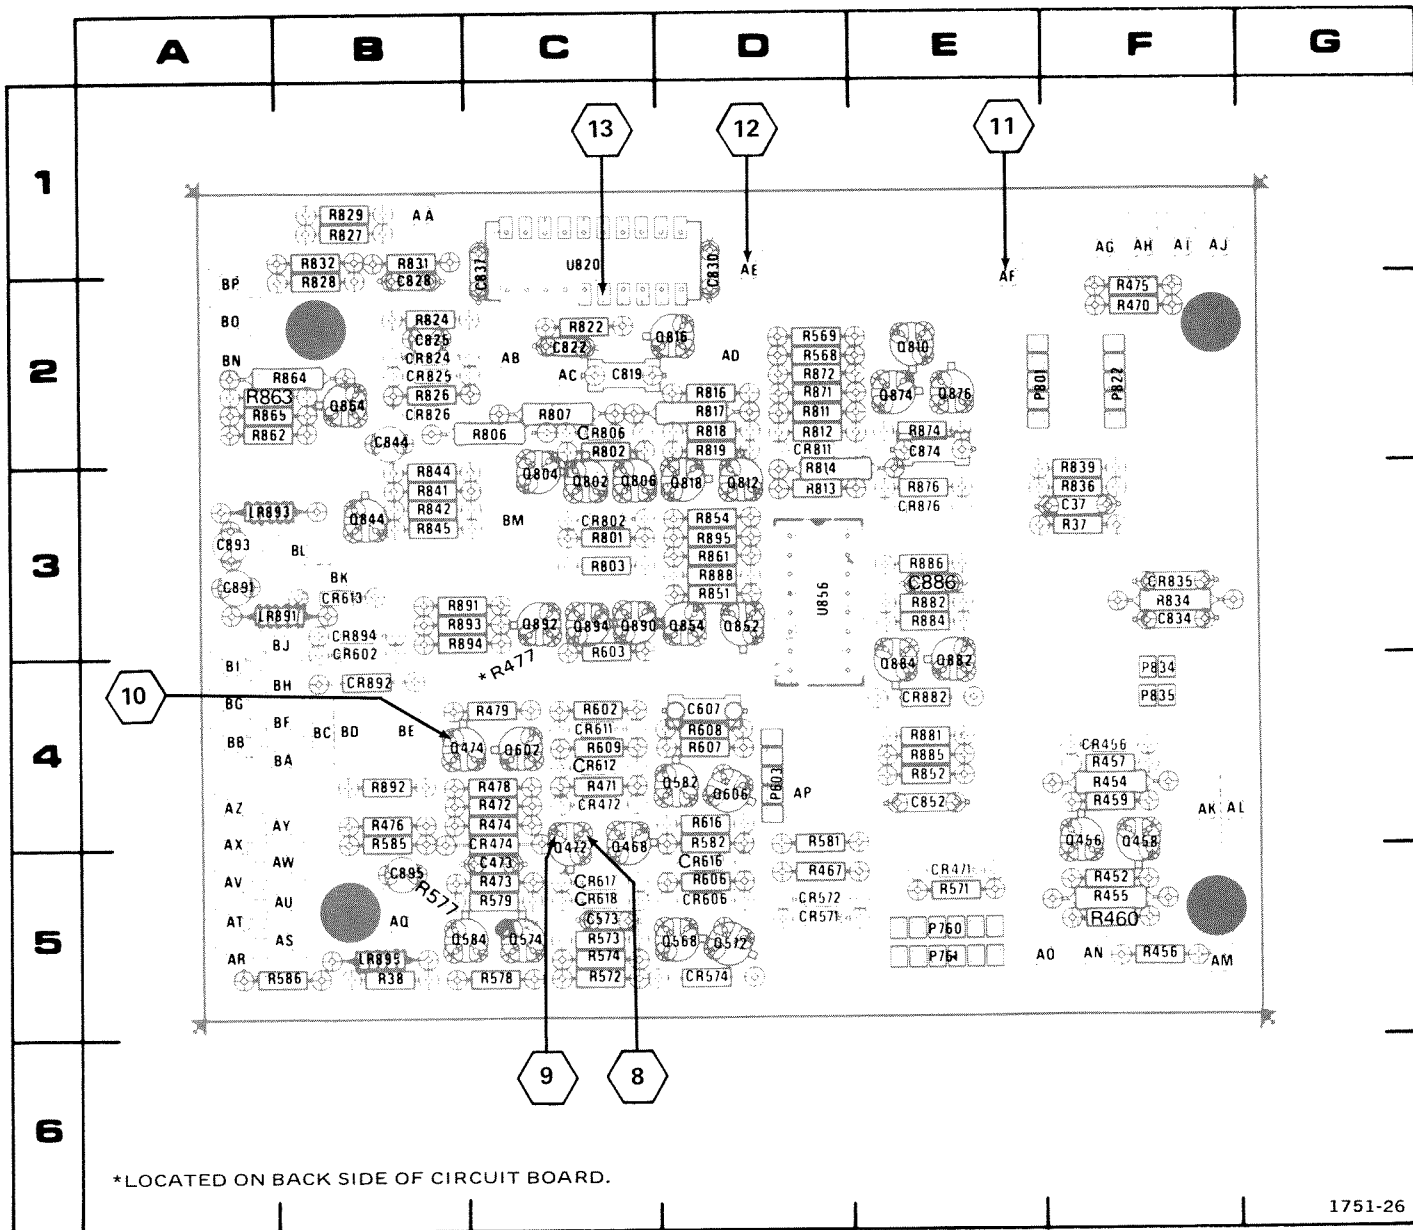 A B C D E F G
1
13 12 11
R829 AA
R827
AG AH AI AJ
R832 R831 C837 U820 C830 AE AF
BP R828 C828 R475
R470
BO R824 R822 Q816
C825 C822 R569 Q810
BN CR824 AB AD R568
2
R864 CR825 AC C819 R872 P801 P822
R863 Q864 R826 R816 R871 Q874 Q876
R865 CR826 R807 R817 R811
R862 C844 R806 CR806 R818 R812 R874
R802 R819 CR811 C874
R844 Q804 Q802 Q806 Q818 Q812 R814 R839
R841 R813 R876 R836
LR893 Q844 R842 BM CR802 R854 CR876 C37
R845 R801 R895 R37
C893 BL R803 R861 R886
3
BK R888 U856 C886 CR835
C891 CR613 R891 R851 R882 R834
LR891 R893 Q892 Q894 Q890 Q854 Q852 R884 C834
BJ CR894 R894 R603
CR602
BI *R477 Q884 Q882 P834
10 BH CR892 CR882 P835
BG R479 R602 C607
BF BC BD BE CR611 R608 R881
BB Q474 Q602 R609 R607 R885 CR456
4
BA CR612 R852 R457
R892 R478 R471 Q582 Q606 P603 AP R454
AZ R472 CR472 C852 R459 AK AL
AY R476 R474 R616
AX R585 CR474 Q472 Q468 R582 R581 Q456 Q458
AW C895 C473 CR616 R467 CR471
AV R577 R473 CR617 R606 R571 R452
AU R579 CR618 CR606 CR572 R455
AT AQ C573 CR571 P760 R460
5
AS Q584 Q574 R573 Q568 Q572
AR LR895 R574 P761 AO AN R456 AM
R586 R38 R578 R572 CR574
9 8
6
*LOCATED ON BACK SIDE OF CIRCUIT BOARD.
1751-26